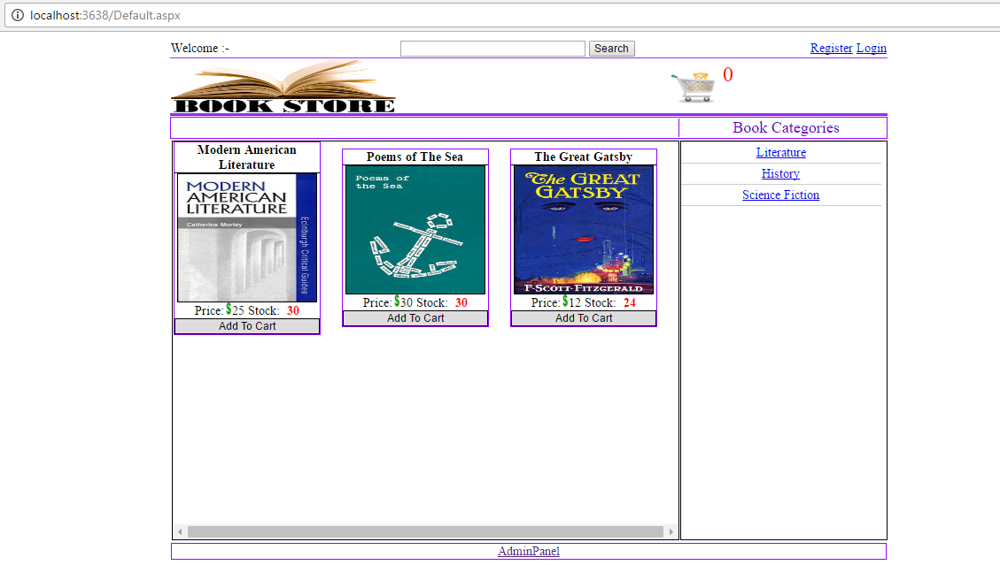 localhost:3638/Default.aspx
Welcome :-
Search
Register Login
BOOK STORE
0
Book Categories
Modern American
Literature
MODERN
AMERICAN
LITERATURE
Catherine Morley
Edinburgh Critical Guides
Price:$25 Stock: 30
Add To Cart
Poems of The Sea
Poems of
the Sea
Price:$30 Stock: 30
Add To Cart
The Great Gatsby
The GREAT
GATSBY
F·SCOTT·FITZGERALD
Price:$12 Stock: 24
Add To Cart
Literature
History
Science Fiction
AdminPanel